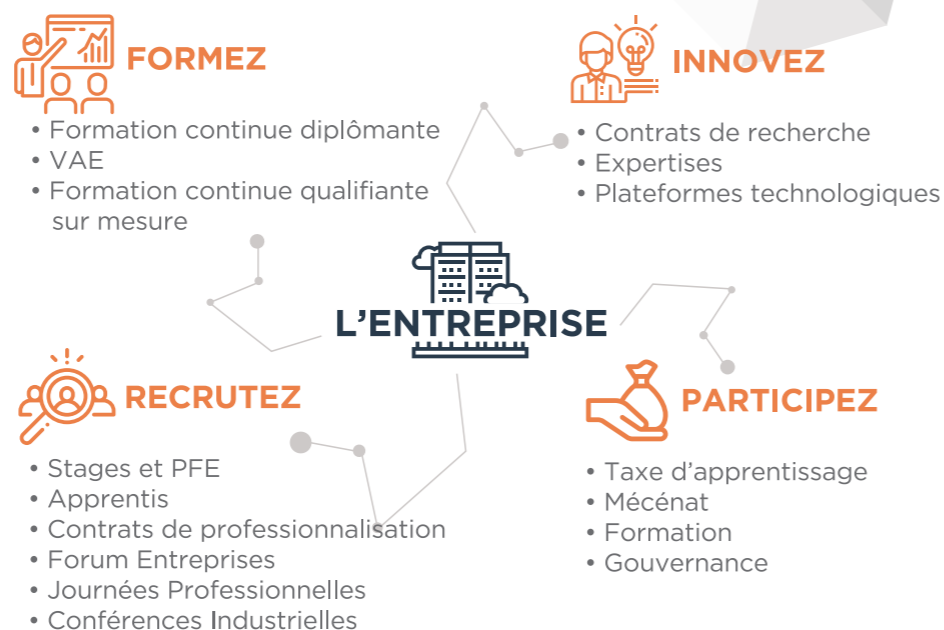 FORMEZ
• Formation continue diplômante
• VAE
• Formation continue qualifiante
sur mesure
INNOVEZ
• Contrats de recherche
• Expertises
• Plateformes technologiques
L’ENTREPRISE
RECRUTEZ
• Stages et PFE
• Apprentis
• Contrats de professionnalisation
• Forum Entreprises
• Journées Professionnelles
• Conférences Industrielles
PARTICIPEZ
• Taxe d’apprentissage
• Mécénat
• Formation
• Gouvernance